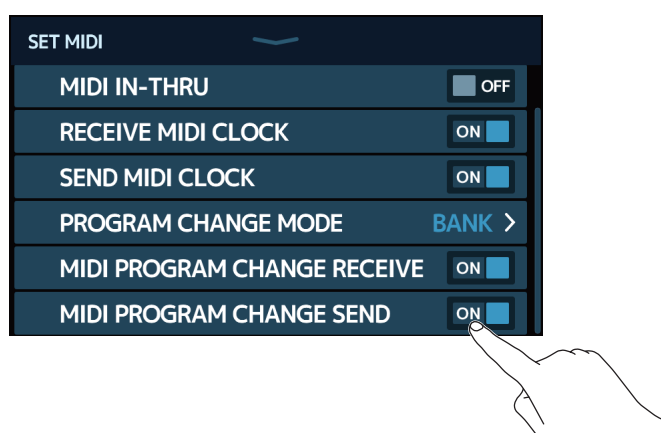 SET MIDI
MIDI IN-THRU OFF
RECEIVE MIDI CLOCK ON
SEND MIDI CLOCK ON
PROGRAM CHANGE MODE BANK >
MIDI PROGRAM CHANGE RECEIVE ON
MIDI PROGRAM CHANGE SEND ON